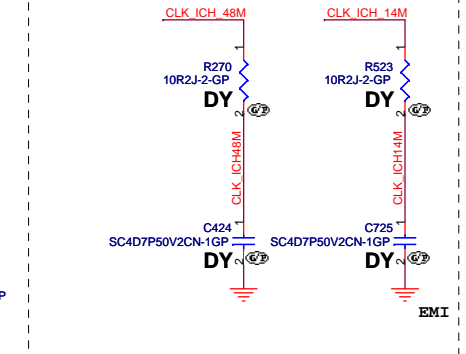 CLK_ICH_48M
CLK_ICH_14M
1
1
R270
10R2J-2-GP
DY
R523
10R2J-2-GP
DY
2
G/P
2
G/P
CLK_ICH48M
CLK_ICH14M
1
1
C424
SC4D7P50V2CN-1GP
DY
C725
SC4D7P50V2CN-1GP
DY
2
G/P
2
G/P
P
EMI